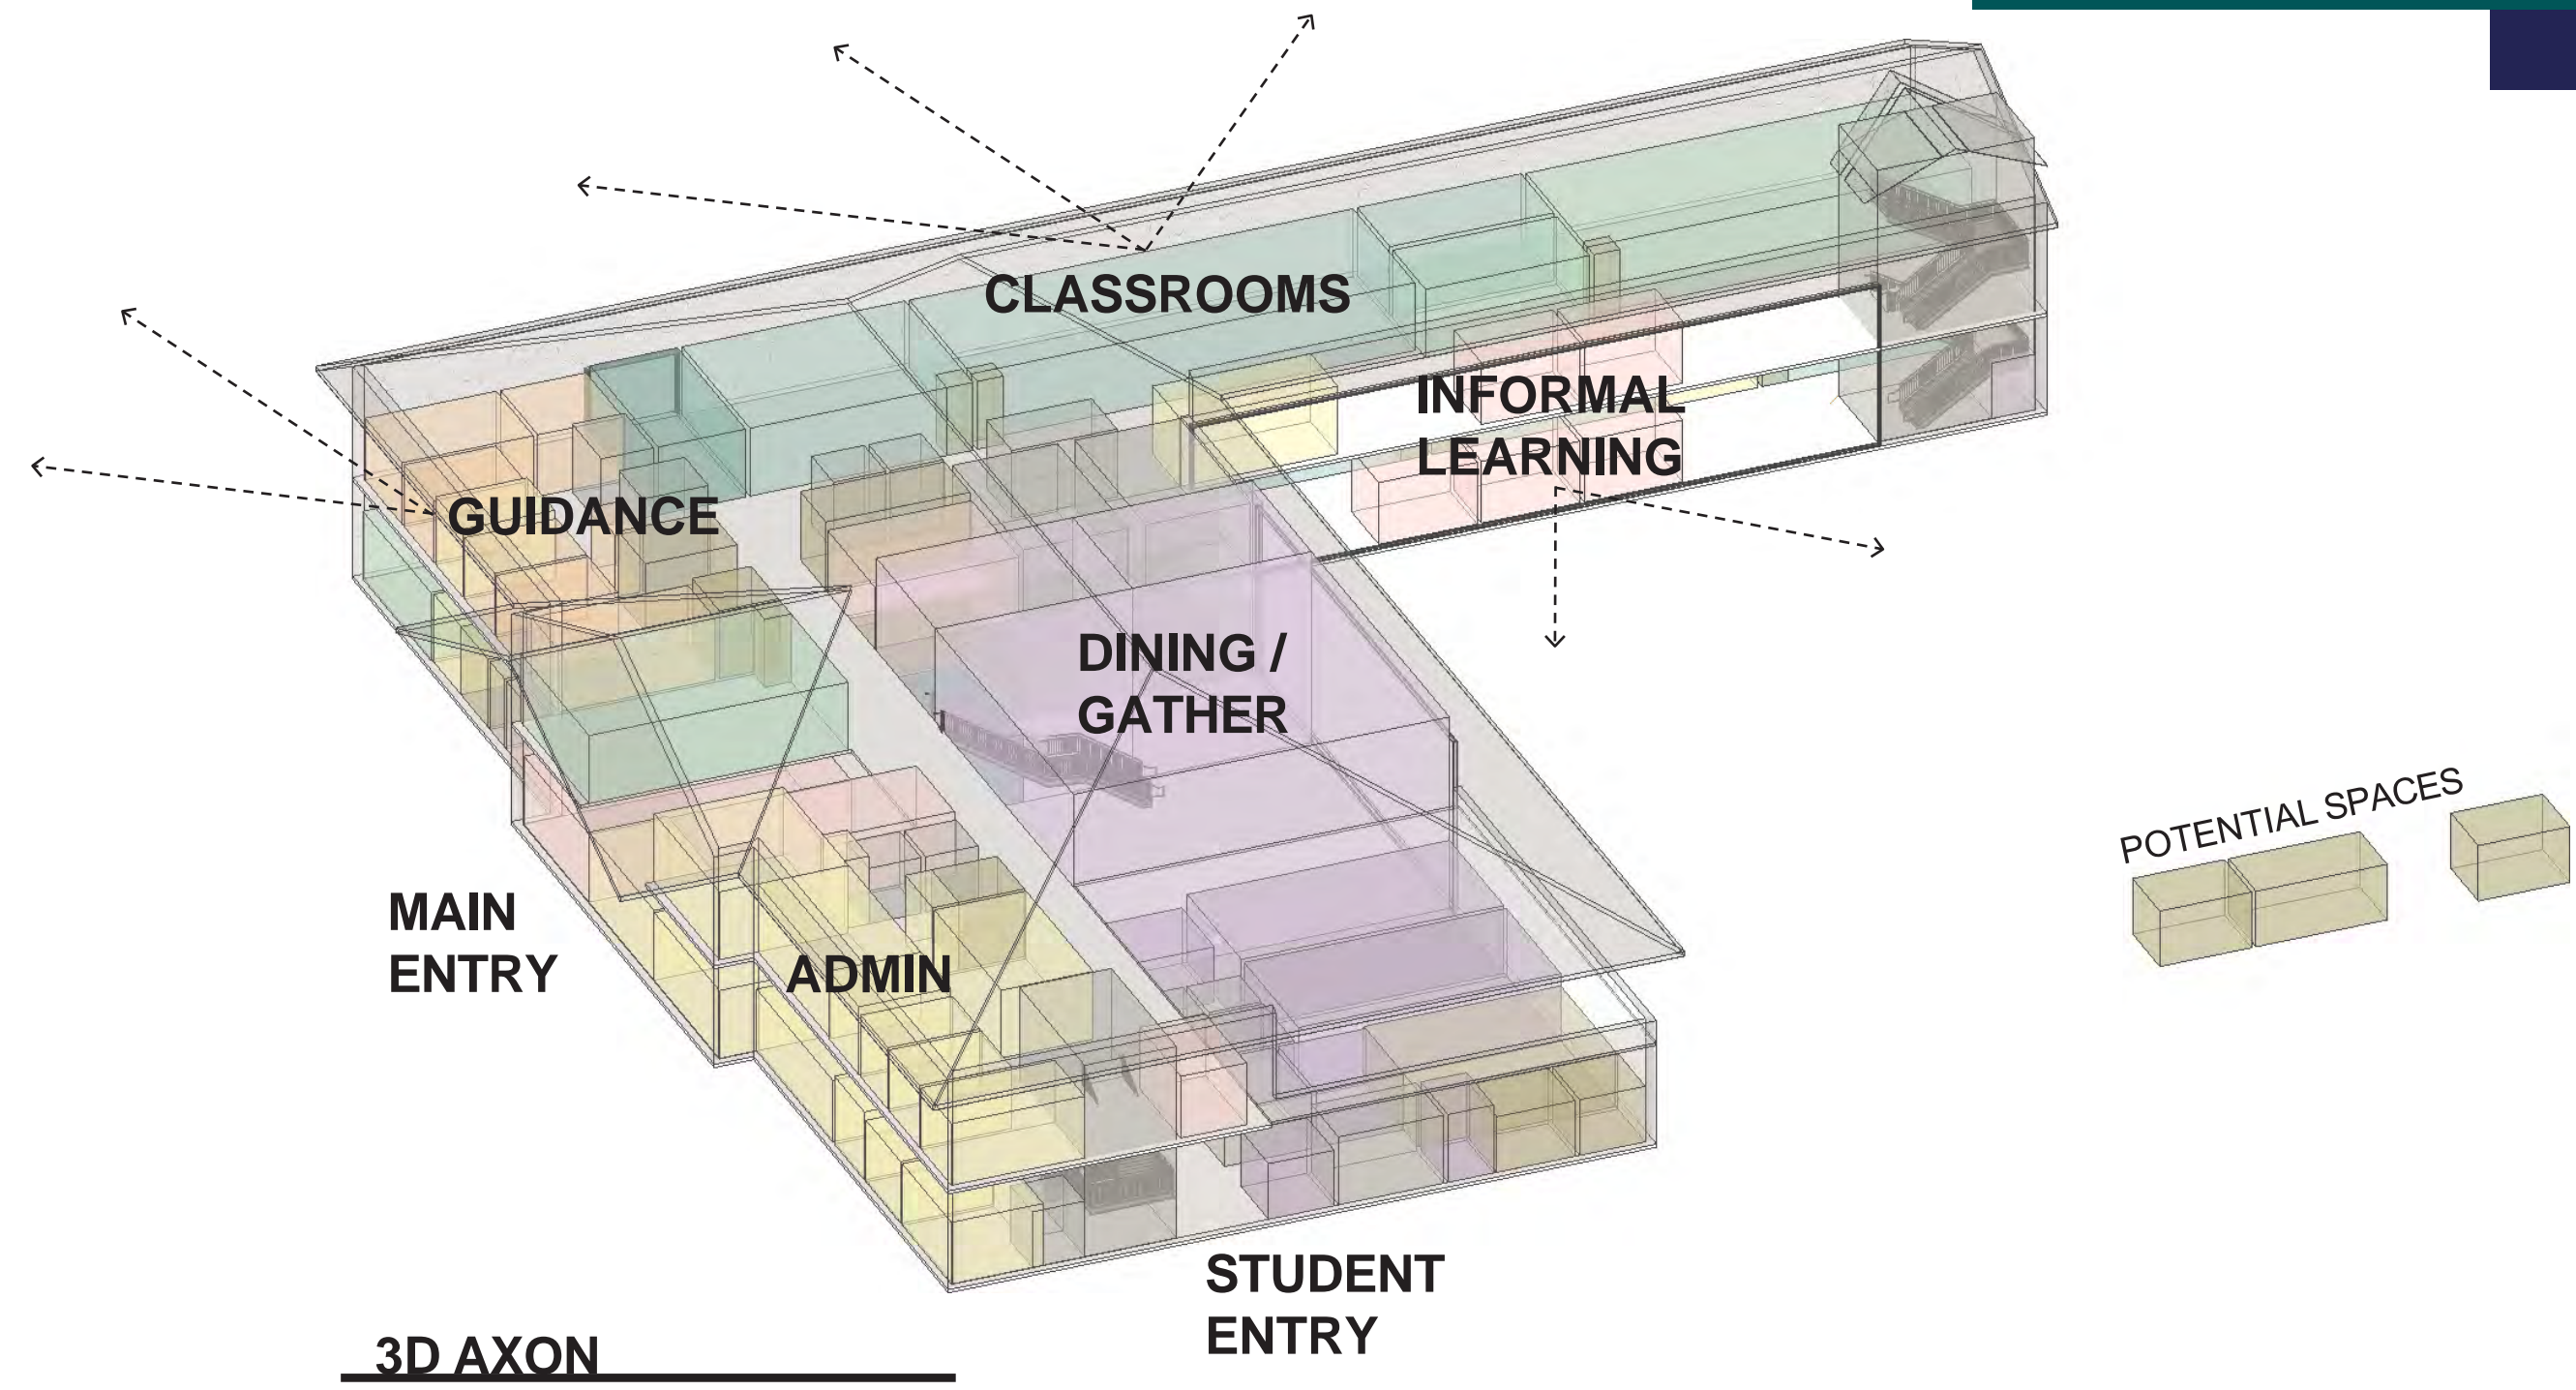 CLASSROOMS
INFORMAL
LEARNING
GUIDANCE
DINING /
GATHER
POTENTIAL SPACES
MAIN
ENTRY
ADMIN
STUDENT
ENTRY
3D AXON